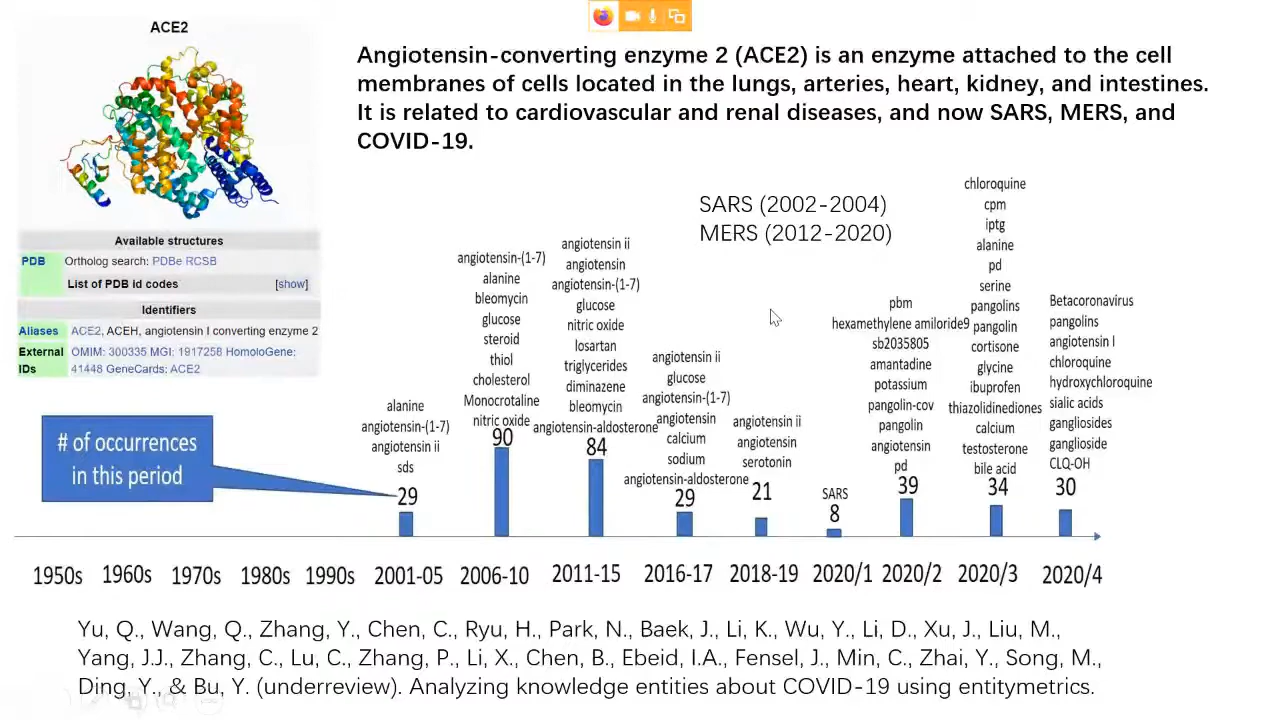 ACE2
Angiotensin-converting enzyme 2 (ACE2) is an enzyme attached to the cell
membranes of cells located in the lungs, arteries, heart, kidney, and intestines.
It is related to cardiovascular and renal diseases, and now SARS, MERS, and
COVID-19.
Available structures
PDB Ortholog search: PDBe RCSB
List of PDB id codes [show]
Identifiers
Aliases ACE2, ACEH, angiotensin I converting enzyme 2
External OMIM: 300335 MGI: 1917258 HomoloGene:
IDs 41448 GeneCards: ACE2
SARS (2002-2004)
MERS (2012-2020)
# of occurrences
in this period
alanine
angiotensin-(1-7)
angiotensin ii
sds
29
angiotensin-(1-7)
alanine
bleomycin
glucose
steroid
thiol
cholesterol
Monocrotaline
nitric oxide
90
angiotensin ii
angiotensin
angiotensin-(1-7)
glucose
nitric oxide
losartan
triglycerides
diminazene
bleomycin
angiotensin-aldosterone
84
angiotensin ii
glucose
angiotensin-(1-7)
angiotensin
calcium
sodium
angiotensin-aldosterone
29
angiotensin ii
angiotensin
serotonin
21
SARS
8
pbm
hexamethylene amiloride9
sb2035805
amantadine
potassium
pangolin-cov
pangolin
angiotensin
pd
39
chloroquine
cpm
iptg
alanine
pd
serine
pangolins
pangolin
cortisone
glycine
ibuprofen
thiazolidinediones
calcium
testosterone
bile acid
34
Betacoronavirus
pangolins
angiotensin I
chloroquine
hydroxychloroquine
sialic acids
gangliosides
ganglioside
CLQ-OH
30
1950s 1960s 1970s 1980s 1990s 2001-05 2006-10 2011-15 2016-17 2018-19 2020/1 2020/2 2020/3 2020/4
Yu, Q., Wang, Q., Zhang, Y., Chen, C., Ryu, H., Park, N., Baek, J., Li, K., Wu, Y., Li, D., Xu, J., Liu, M.,
Yang, J.J., Zhang, C., Lu, C., Zhang, P., Li, X., Chen, B., Ebeid, I.A., Fensel, J., Min, C., Zhai, Y., Song, M.,
Ding, Y., & Bu, Y. (underreview). Analyzing knowledge entities about COVID-19 using entitymetrics.